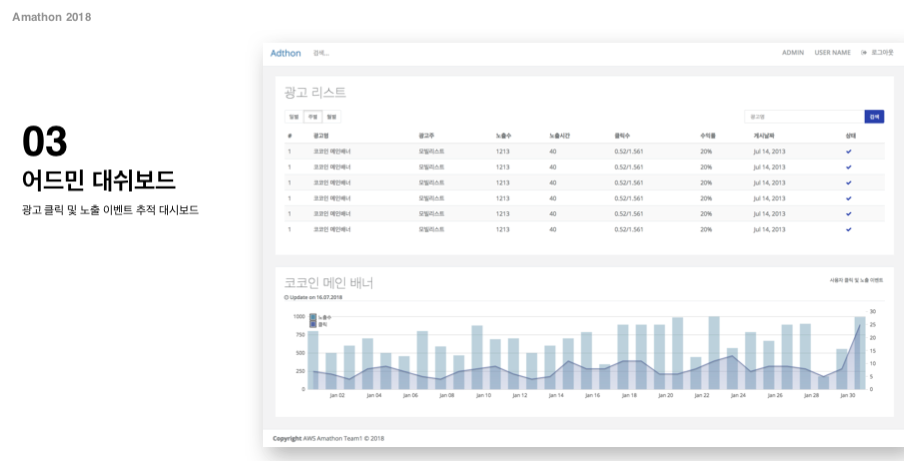 Amathon 2018
03
어드민 대쉬보드
광고 클릭 및 노출 이벤트 추적 대시보드
Adthon 검색... ADMIN USER NAME 로그아웃
광고 리스트
일별 주별 월별 광고명 검색
# 광고명 광고주 노출수 노출시간 클릭수 수익률 게시날짜 상태
1 코코인 메인배너 모빌리스트 1213 40 0.52/1.561 20% Jul 14, 2013
1 코코인 메인배너 모빌리스트 1213 40 0.52/1.561 20% Jul 14, 2013
1 코코인 메인배너 모빌리스트 1213 40 0.52/1.561 20% Jul 14, 2013
1 코코인 메인배너 모빌리스트 1213 40 0.52/1.561 20% Jul 14, 2013
1 코코인 메인배너 모빌리스트 1213 40 0.52/1.561 20% Jul 14, 2013
1 코코인 메인배너 모빌리스트 1213 40 0.52/1.561 20% Jul 14, 2013
코코인 메인 배너
사용자 클릭 및 노출 이벤트
Update on 16.07.2018
노출수
클릭
1000
750
500
250
0
30
25
20
15
10
5
0
Jan 02 Jan 04 Jan 06 Jan 08 Jan 10 Jan 12 Jan 14 Jan 16 Jan 18 Jan 20 Jan 22 Jan 24 Jan 26 Jan 28 Jan 30
Copyright AWS Amathon Team1 © 2018